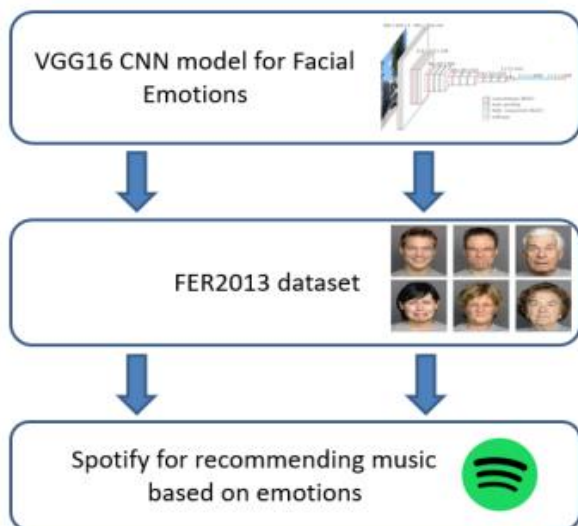 VGG16 CNN model for Facial
Emotions
FER2013 dataset
Spotify for recommending music
based on emotions